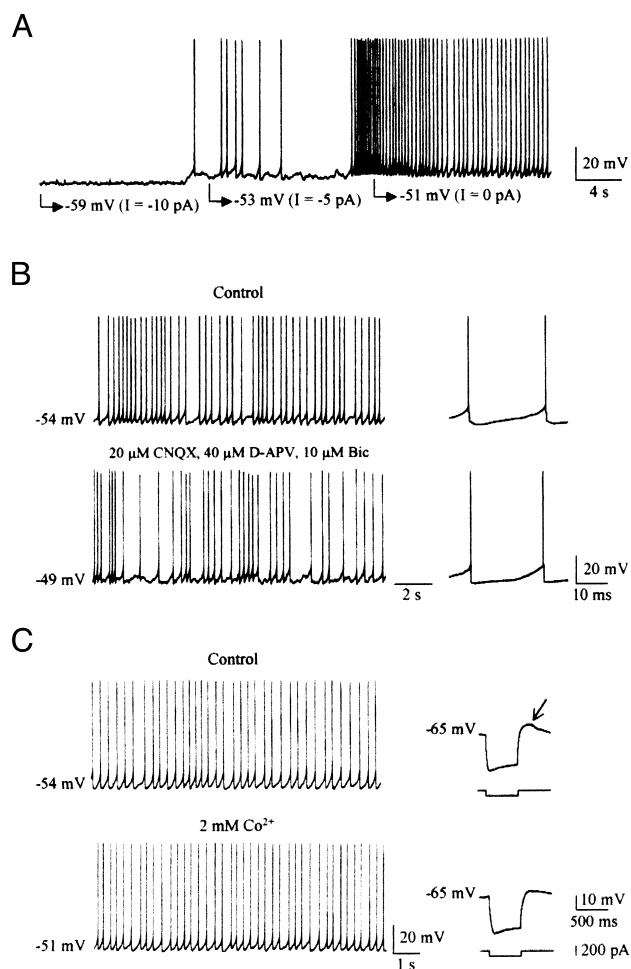 A
20 mV
4 s
-59 mV (I = -10 pA)
-53 mV (I = -5 pA)
-51 mV (I = 0 pA)
B
Control
-54 mV
20 µM CNQX, 40 µM D-APV, 10 µM Bic
-49 mV
2 s
20 mV
10 ms
C
Control
-54 mV
-65 mV
2 mM Co²⁺
-51 mV
20 mV
1 s
-65 mV
10 mV
500 ms
200 pA